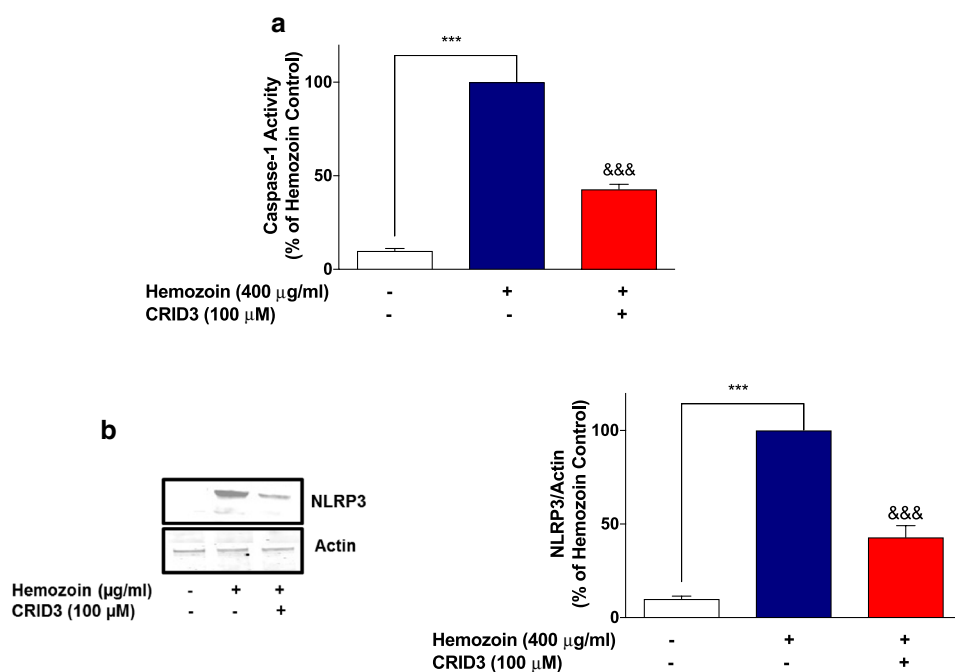 a
Caspase-1 Activity
(% of Hemozoin Control)
***
100
50
0
&&&
Hemozoin (400 μg/ml) - + +
CRID3 (100 μM) - - +
b
NLRP3
Actin
Hemozoin (µg/ml) - + +
CRID3 (100 µM) - - +
NLRP3/Actin
(% of Hemozoin Control)
***
100
50
0
&&&
Hemozoin (400 μg/ml) - + +
CRID3 (100 μM) - - +